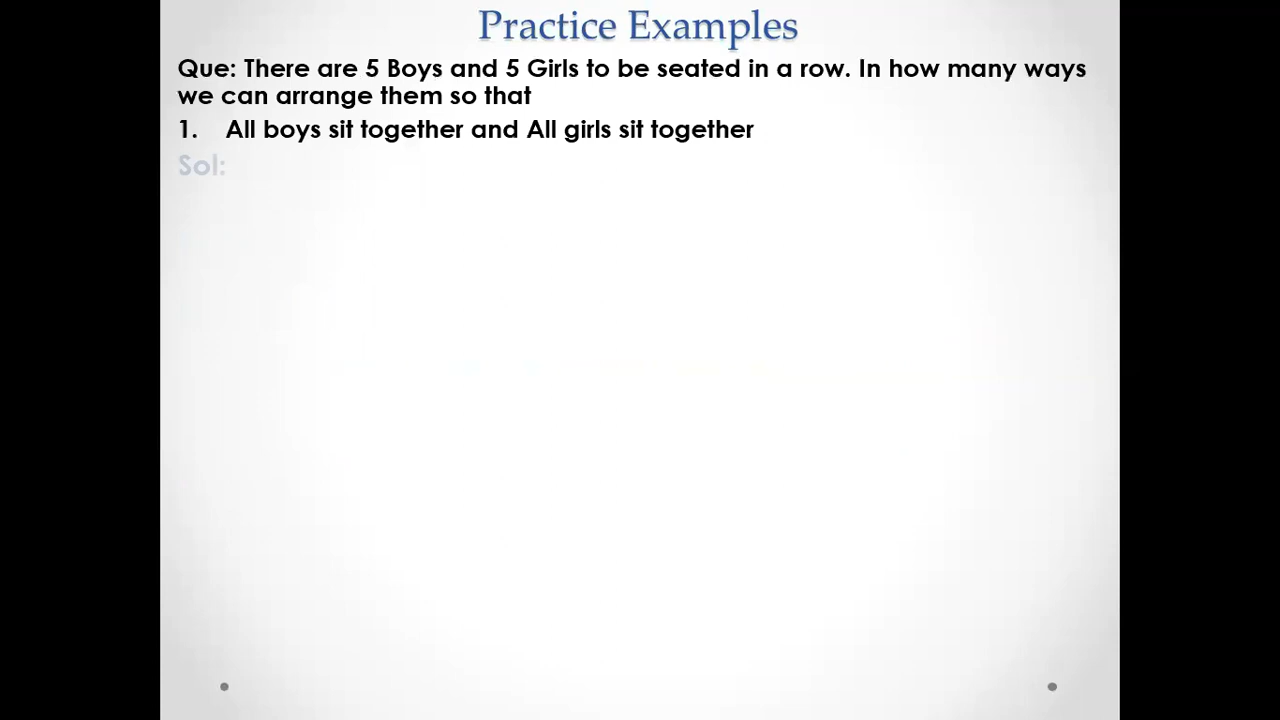 Practice Examples
Que: There are 5 Boys and 5 Girls to be seated in a row. In how many ways
we can arrange them so that
1. All boys sit together and All girls sit together
Sol: